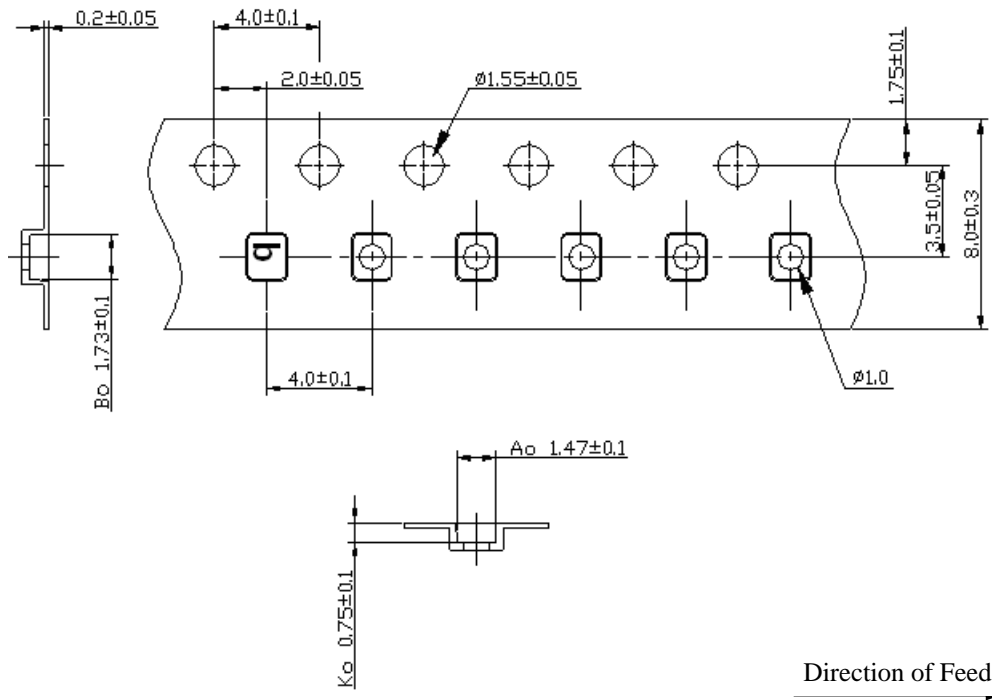 0.2±0.05
4.0±0.1
2.0±0.05
ø1.55±0.05
1.75±0.1
3.5±0.05
8.0±0.3
q
Bo 1.73±0.1
4.0±0.1
ø1.0
Ao 1.47±0.1
Ko 0.75±0.1
Direction of Feed